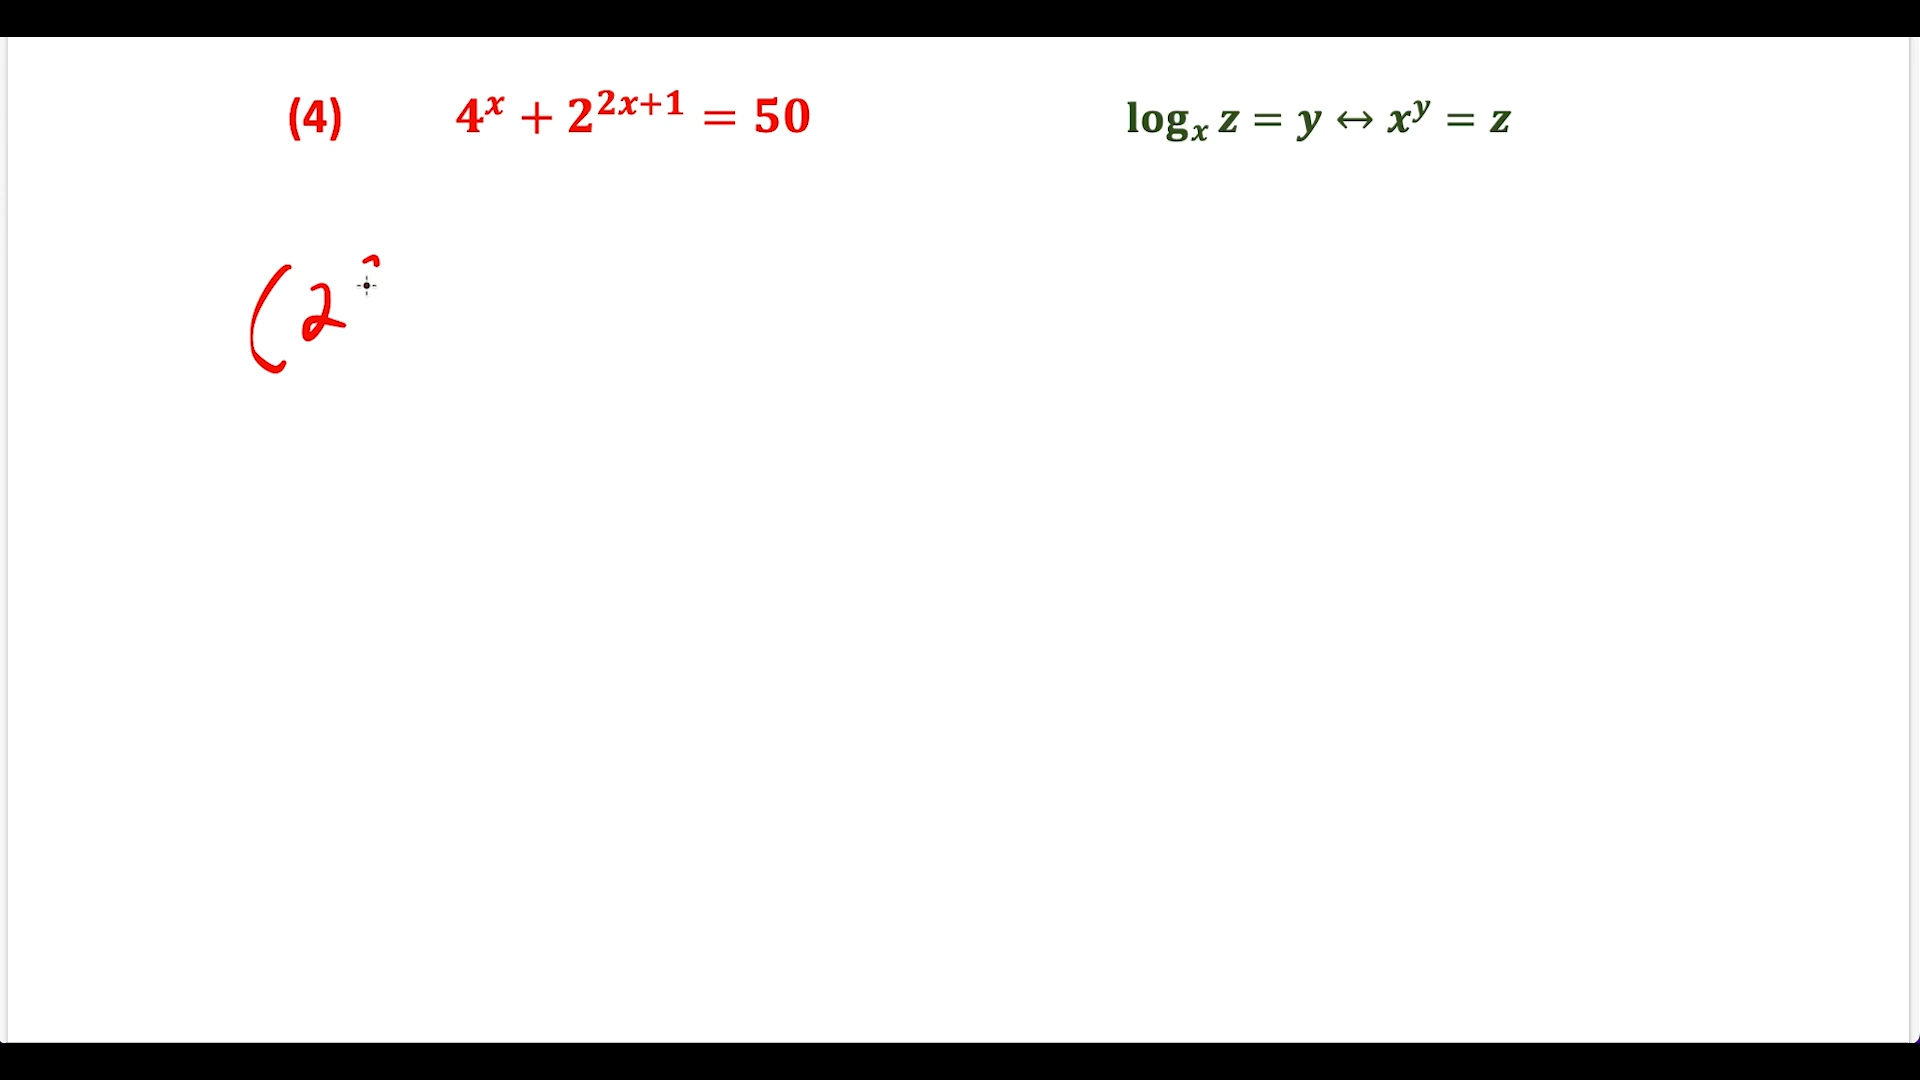 (4) 4^x + 2^{2x+1} = 50 log_x z = y ↔ x^y = z
(2